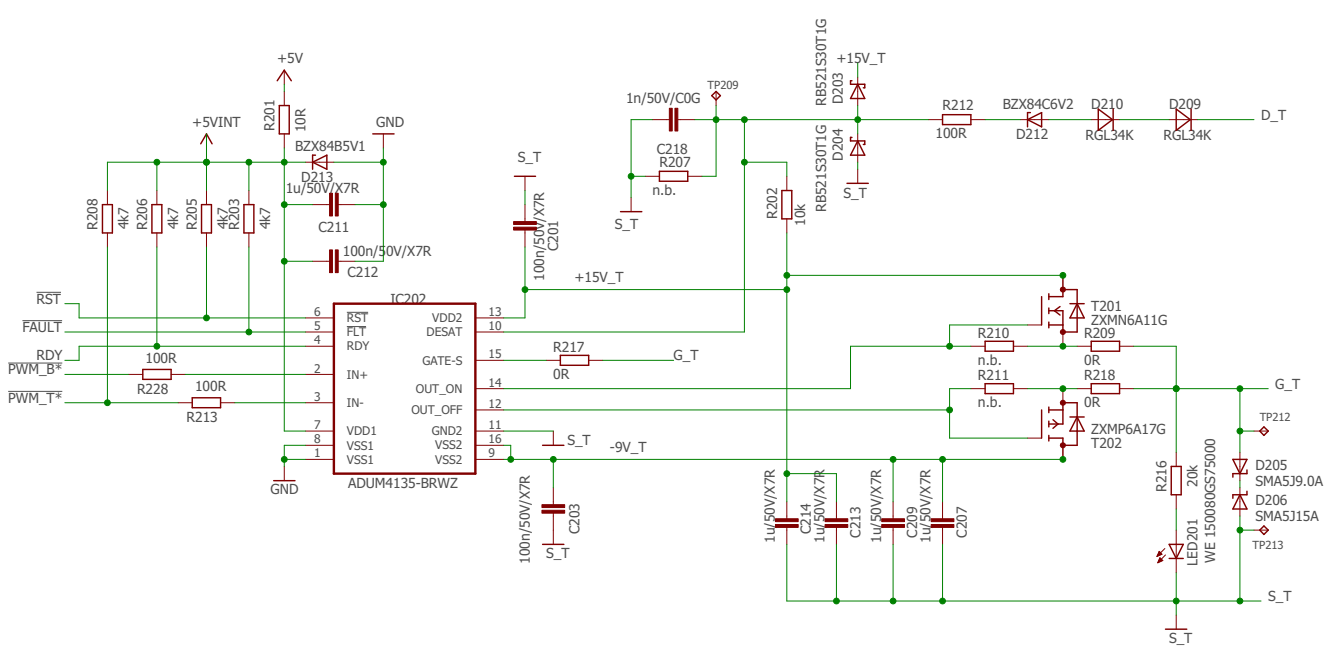 +5V
R201
10R
+5VINT
GND
BZX84B5V1
D213
1u/50V/X7R
C211
100n/50V/X7R
C212
R208
4k7
R206
4k7
R205
4k7
R203
4k7
S_T
100n/50V/X7R
C201
1n/50V/C0G
C218
R207
n.b.
S_T
TP209
R202
10k
RB521S30T1G
D203
+15V_T
RB521S30T1G
D204
S_T
R212
100R
BZX84C6V2
D212
D210
RGL34K
D209
RGL34K
D_T
+15V_T
RST
FAULT
RDY
PWM_B*
PWM_T*
100R
R228
100R
R213
IC202
6 RST VDD2 13
5 FLT DESAT 10
4 RDY
GATE-S 15
2 IN+
OUT_ON 14
3 IN-
OUT_OFF 12
7 VDD1 GND2 11
8 VSS1 VSS2 16
1 VSS1 VSS2 9
ADUM4135-BRWZ
GND
R217
0R
G_T
S_T
-9V_T
100n/50V/X7R
C203
S_T
T201
ZXMN6A11G
R210
n.b.
R209
0R
R211
n.b.
R218
0R
ZXMP6A17G
T202
G_T
TP212
1u/50V/X7R
C214
1u/50V/X7R
C213
1u/50V/X7R
C209
1u/50V/X7R
C207
R216
20k
LED201
WE 150080GS75000
D205
SMA5J9.0A
D206
SMA5J15A
TP213
S_T
S_T